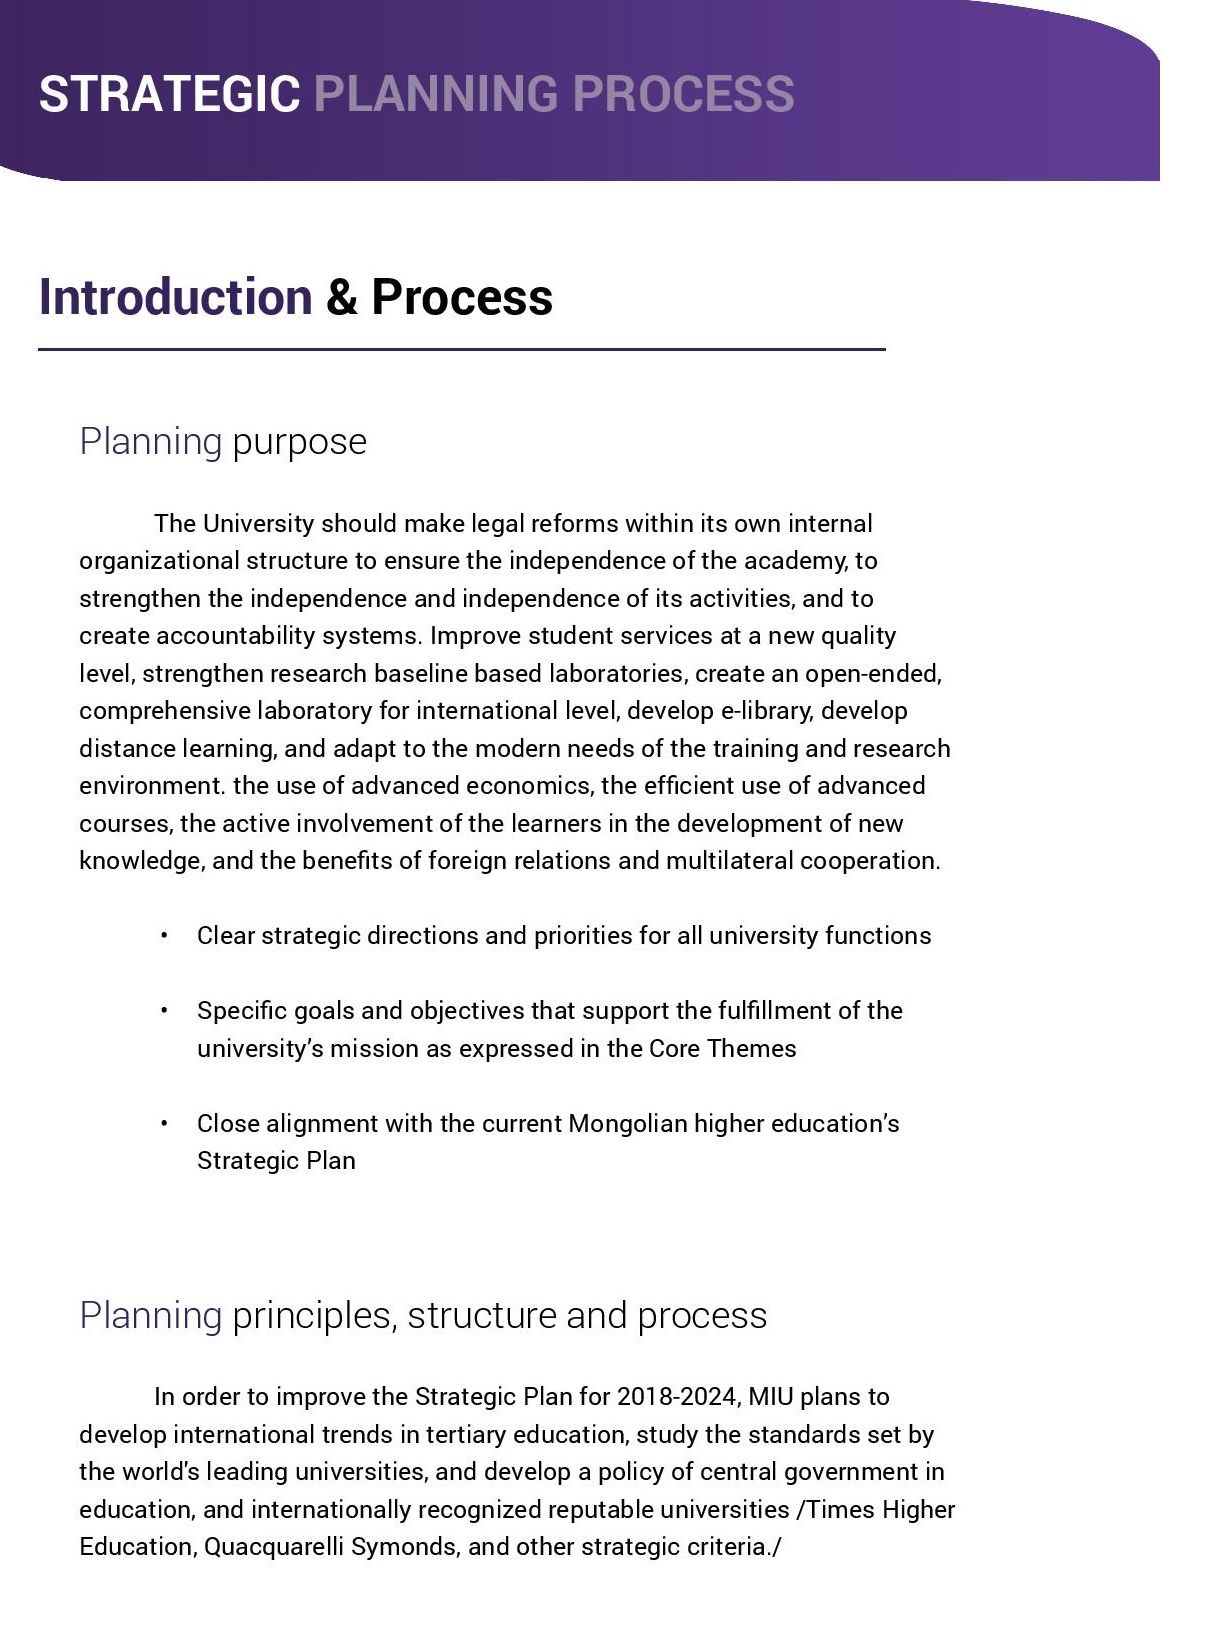 STRATEGIC PLANNING PROCESS
Introduction & Process
Planning purpose
The University should make legal reforms within its own internal
organizational structure to ensure the independence of the academy, to
strengthen the independence and independence of its activities, and to
create accountability systems. Improve student services at a new quality
level, strengthen research baseline based laboratories, create an open-ended,
comprehensive laboratory for international level, develop e-library, develop
distance learning, and adapt to the modern needs of the training and research
environment. the use of advanced economics, the efficient use of advanced
courses, the active involvement of the learners in the development of new
knowledge, and the benefits of foreign relations and multilateral cooperation.
• Clear strategic directions and priorities for all university functions
• Specific goals and objectives that support the fulfillment of the
university’s mission as expressed in the Core Themes
• Close alignment with the current Mongolian higher education’s
Strategic Plan
Planning principles, structure and process
In order to improve the Strategic Plan for 2018-2024, MIU plans to
develop international trends in tertiary education, study the standards set by
the world's leading universities, and develop a policy of central government in
education, and internationally recognized reputable universities /Times Higher
Education, Quacquarelli Symonds, and other strategic criteria./